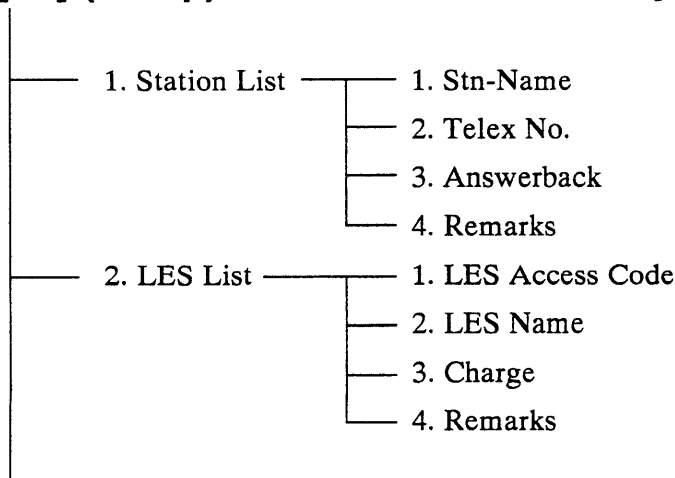 1. Station List
1. Stn-Name
2. Telex No.
3. Answerback
4. Remarks
2. LES List
1. LES Access Code
2. LES Name
3. Charge
4. Remarks